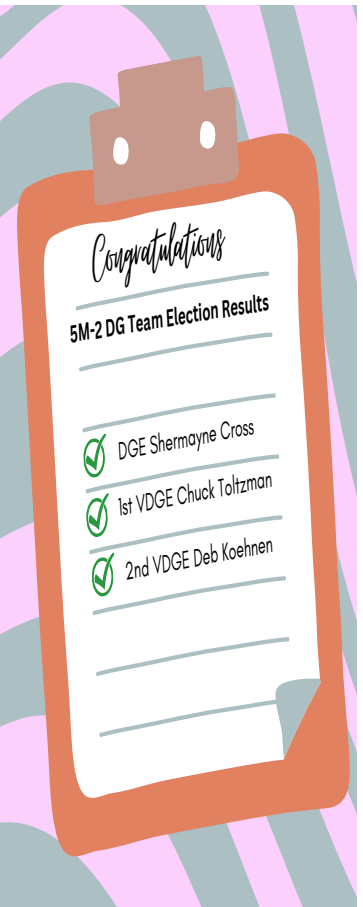 Congratulations
5M-2 DG Team Election Results
DGE Shermayne Cross
1st VDGE Chuck Toltzman
2nd VDGE Deb Koehnen